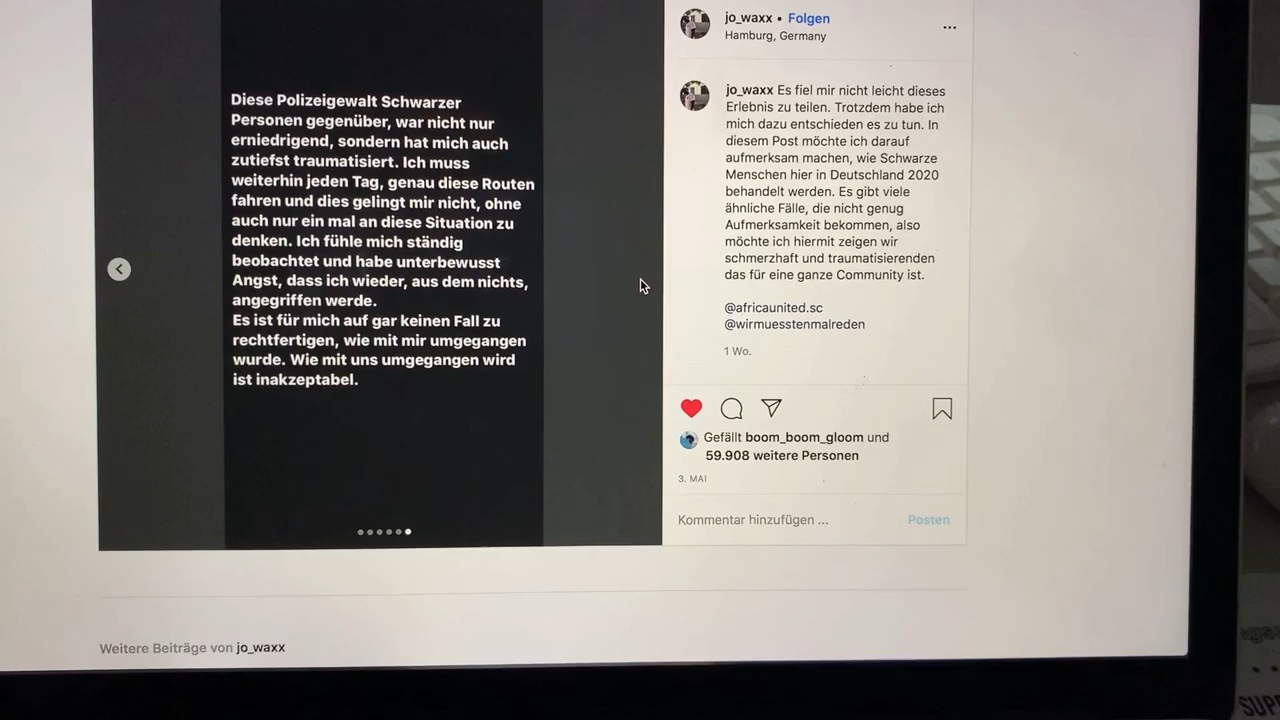 Diese Polizeigewalt Schwarzer
Personen gegenüber, war nicht nur
erniedrigend, sondern hat mich auch
zutiefst traumatisiert. Ich muss
weiterhin jeden Tag, genau diese Routen
fahren und dies gelingt mir nicht, ohne
auch nur ein mal an diese Situation zu
denken. Ich fühle mich ständig
beobachtet und habe unterbewusst
Angst, dass ich wieder, aus dem nichts,
angegriffen werde.
Es ist für mich auf gar keinen Fall zu
rechtfertigen, wie mit mir umgegangen
wurde. Wie mit uns umgegangen wird
ist inakzeptabel.
jo_waxx • Folgen
Hamburg, Germany
jo_waxx Es fiel mir nicht leicht dieses
Erlebnis zu teilen. Trotzdem habe ich
mich dazu entschieden es zu tun. In
diesem Post möchte ich darauf
aufmerksam machen, wie Schwarze
Menschen hier in Deutschland 2020
behandelt werden. Es gibt viele
ähnliche Fälle, die nicht genug
Aufmerksamkeit bekommen, also
möchte ich hiermit zeigen wir
schmerzhaft und traumatisierenden
das für eine ganze Community ist.
@africaunited.sc
@wirmuesstenmalreden
1 Wo.
Gefällt boom_boom_gloom und
59.908 weitere Personen
3. MAI
Kommentar hinzufügen ... Posten
Weitere Beiträge von jo_waxx